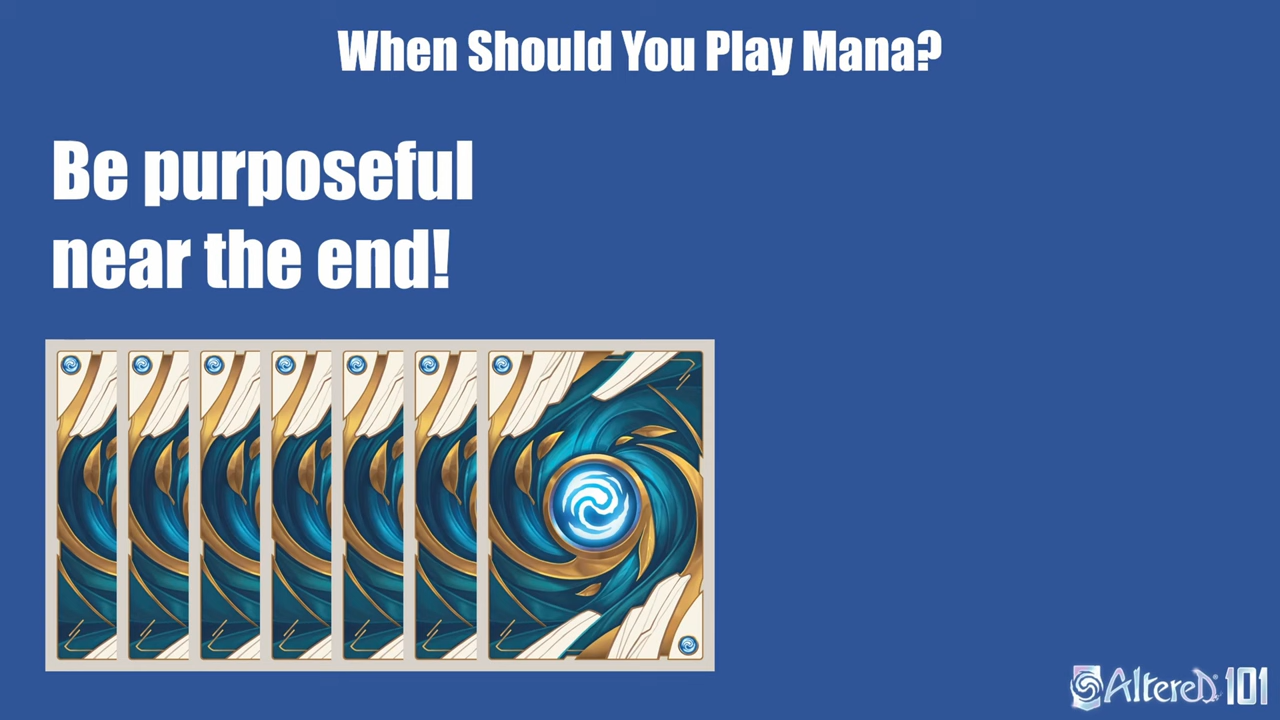 When Should You Play Mana?
Be purposeful
near the end!
AltereD 101